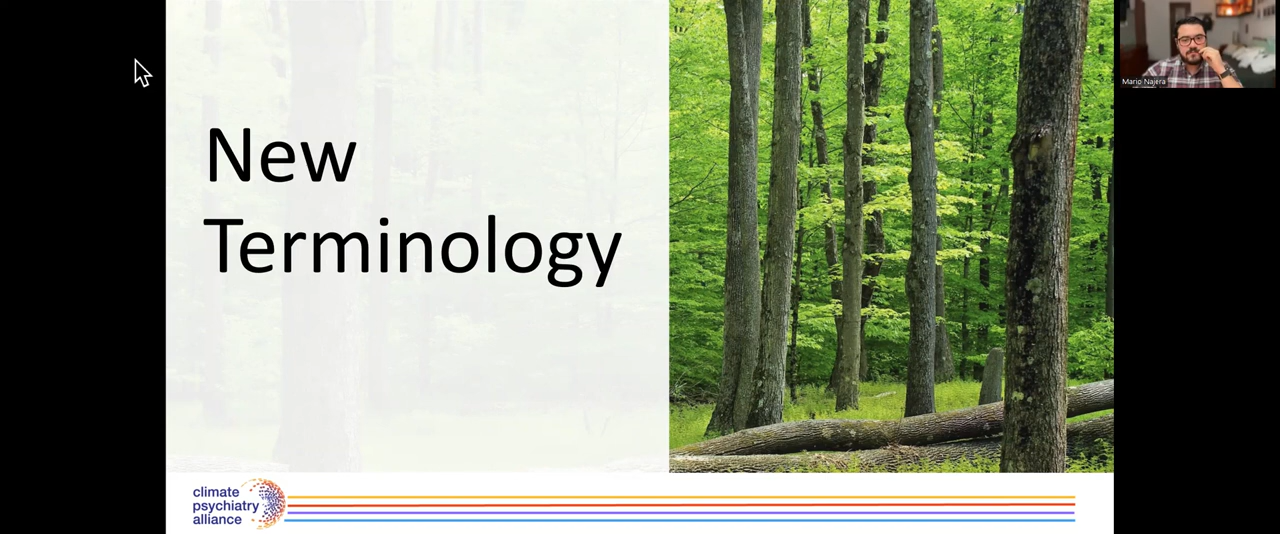 New
Terminology
climate
psychiatry
alliance
Mario Najera